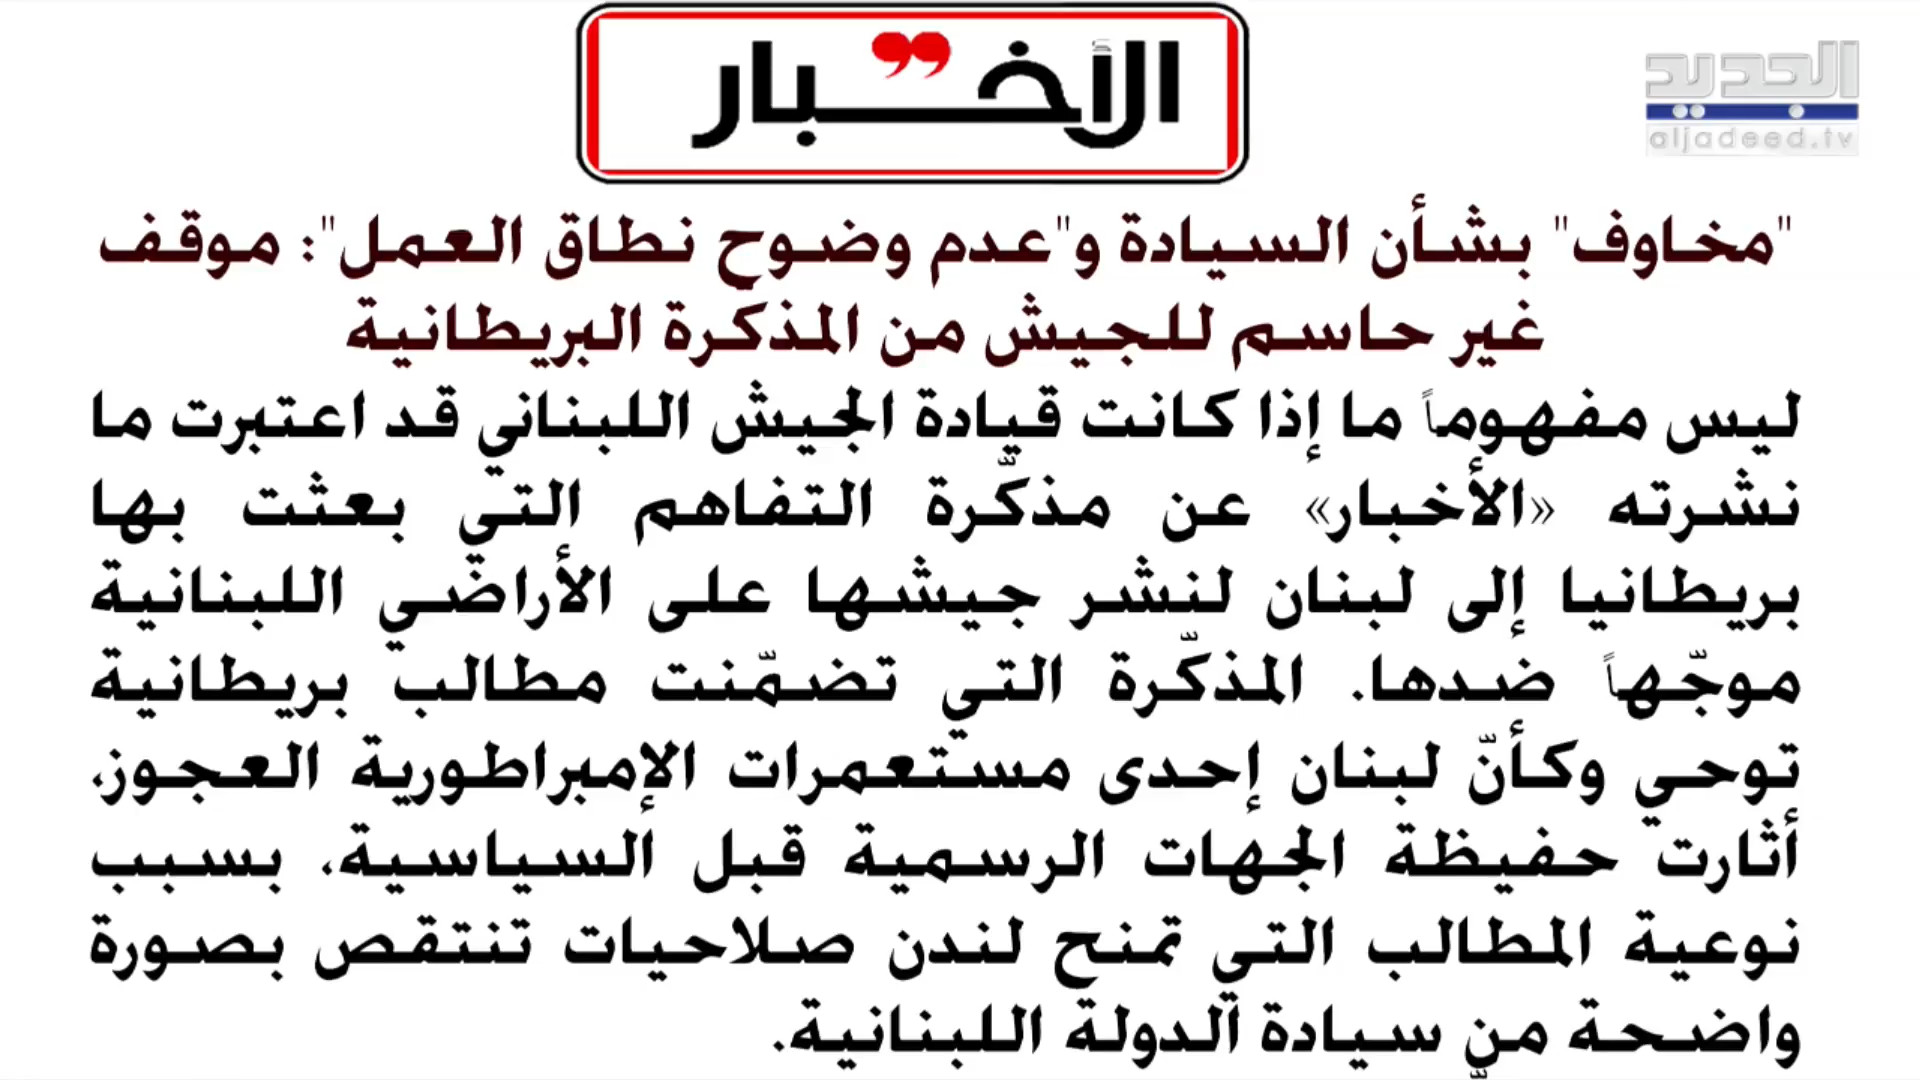 الأخبار
الجديد
aljadeed.tv
"مخاوف" بشأن السيادة و"عدم وضوح نطاق العمل": موقف
غير حاسم للجيش من المذكّرة البريطانية
ليس مفهوماً ما إذا كانت قيادة الجيش اللبناني قد اعتبرت ما
نشرته «الأخبار» عن مذكّرة التفاهم التي بعثت بها
بريطانيا إلى لبنان لنشر جيشها على الأراضي اللبنانية
موجّهاً ضدها. المذكّرة التي تضمّنت مطالب بريطانية
توحي وكأنّ لبنان إحدى مستعمرات الإمبراطورية العجوز،
أثارت حفيظة الجهات الرسمية قبل السياسية، بسبب
نوعية المطالب التي تمنح لندن صلاحيات تنتقص بصورة
واضحة من سيادة الدولة اللبنانية.